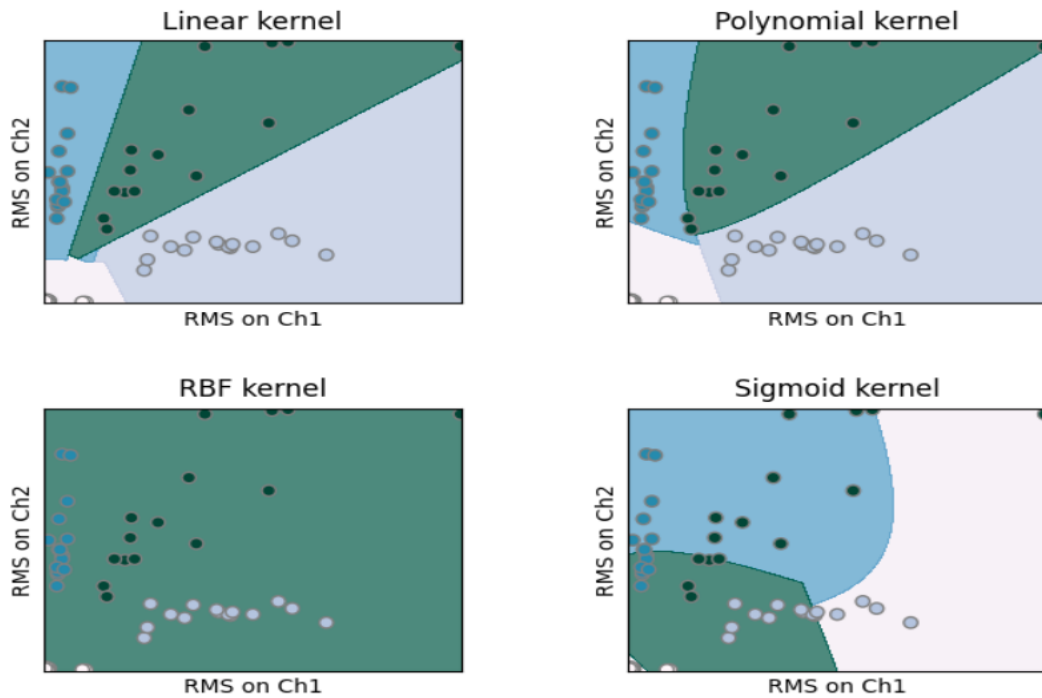 Linear kernel
RMS on Ch2
RMS on Ch1
Polynomial kernel
RMS on Ch2
RMS on Ch1
RBF kernel
RMS on Ch2
RMS on Ch1
Sigmoid kernel
RMS on Ch2
RMS on Ch1